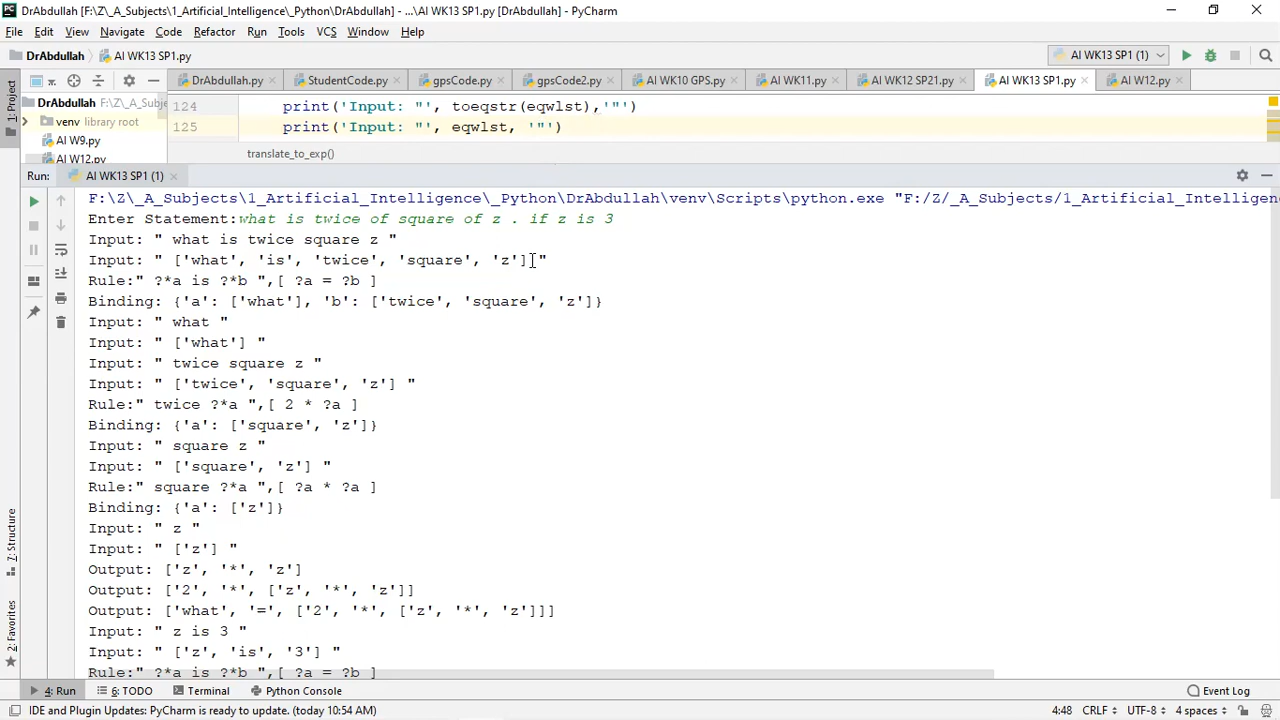 DrAbdullah [F:\Z\_A_Subjects\1_Artificial_Intelligence\_Python\DrAbdullah] - ...\AI WK13 SP1.py [DrAbdullah] - PyCharm
File Edit View Navigate Code Refactor Run Tools VCS Window Help
DrAbdullah AI WK13 SP1.py AI WK13 SP1 (1)
DrAbdullah.py StudentCode.py gpsCode.py gpsCode2.py AI WK10 GPS.py AI WK1.py AI WK12 SP21.py AI WK13 SP1.py AI W12.py
1: Project
DrAbdullah F:\Z\_A_Subje
venv library root
AI W9.py
AI W12.py
124 print('Input: "', toeqstr(eqwlst),'"')
125 print('Input: "', eqwlst, '"')
translate_to_exp()
Run: AI WK13 SP1 (1)
F:\Z\_A_Subjects\1_Artificial_Intelligence\_Python\DrAbdullah\venv\Scripts\python.exe "F:/Z/_A_Subjects/1_Artificial_Intelligen
Enter Statement:what is twice of square of z . if z is 3
Input: " what is twice square z "
Input: " ['what', 'is', 'twice', 'square', 'z'] "
Rule:" ?*a is ?*b ",[ ?a = ?b ]
Binding: {'a': ['what'], 'b': ['twice', 'square', 'z']}
Input: " what "
Input: " ['what'] "
Input: " twice square z "
Input: " ['twice', 'square', 'z'] "
Rule:" twice ?*a ",[ 2 * ?a ]
Binding: {'a': ['square', 'z']}
Input: " square z "
Input: " ['square', 'z'] "
Rule:" square ?*a ",[ ?a * ?a ]
Binding: {'a': ['z']}
Input: " z "
Input: " ['z'] "
Output: ['z', '*', 'z']
Output: ['2', '*', ['z', '*', 'z']]
Output: ['what', '=', ['2', '*', ['z', '*', 'z']]]
Input: " z is 3 "
Input: " ['z', 'is', '3'] "
Rule:" ?*a is ?*b ",[ ?a = ?b ]
7: Structure
2: Favorites
4: Run 6: TODO Terminal Python Console Event Log
IDE and Plugin Updates: PyCharm is ready to update. (today 10:54 AM) 4:48 CRLF UTF-8 4 spaces